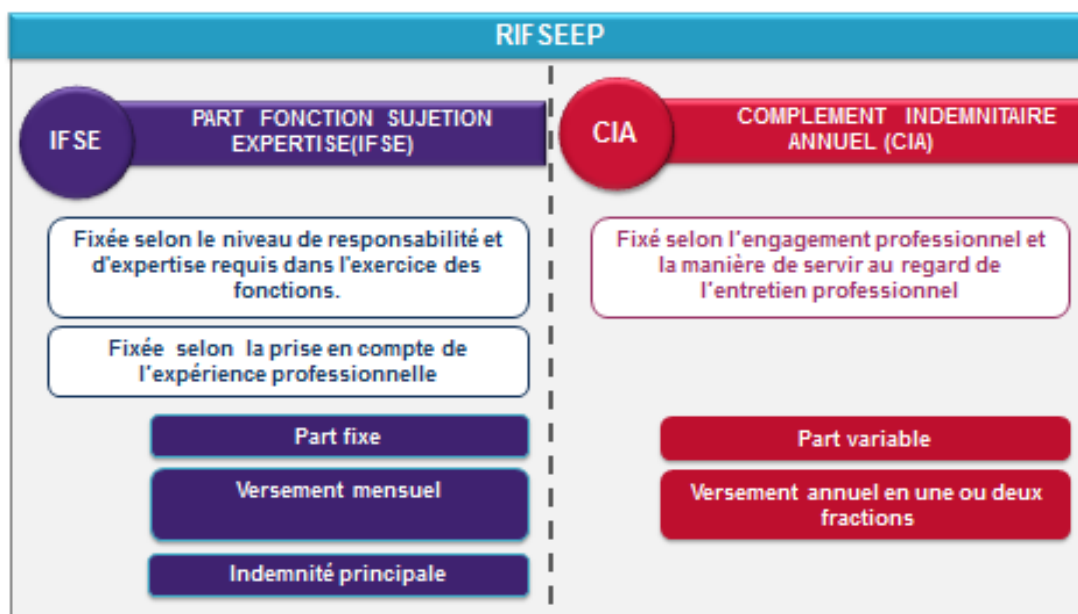 RIFSEEP
IFSE
PART FONCTION SUJETION
EXPERTISE(IFSE)
Fixée selon le niveau de responsabilité et
d'expertise requis dans l'exercice des
fonctions.
Fixée selon la prise en compte de
l'expérience professionnelle
Part fixe
Versement mensuel
Indemnité principale
CIA
COMPLEMENT INDEMNITAIRE
ANNUEL (CIA)
Fixé selon l'engagement professionnel et
la manière de servir au regard de
l'entretien professionnel
Part variable
Versement annuel en une ou deux
fractions